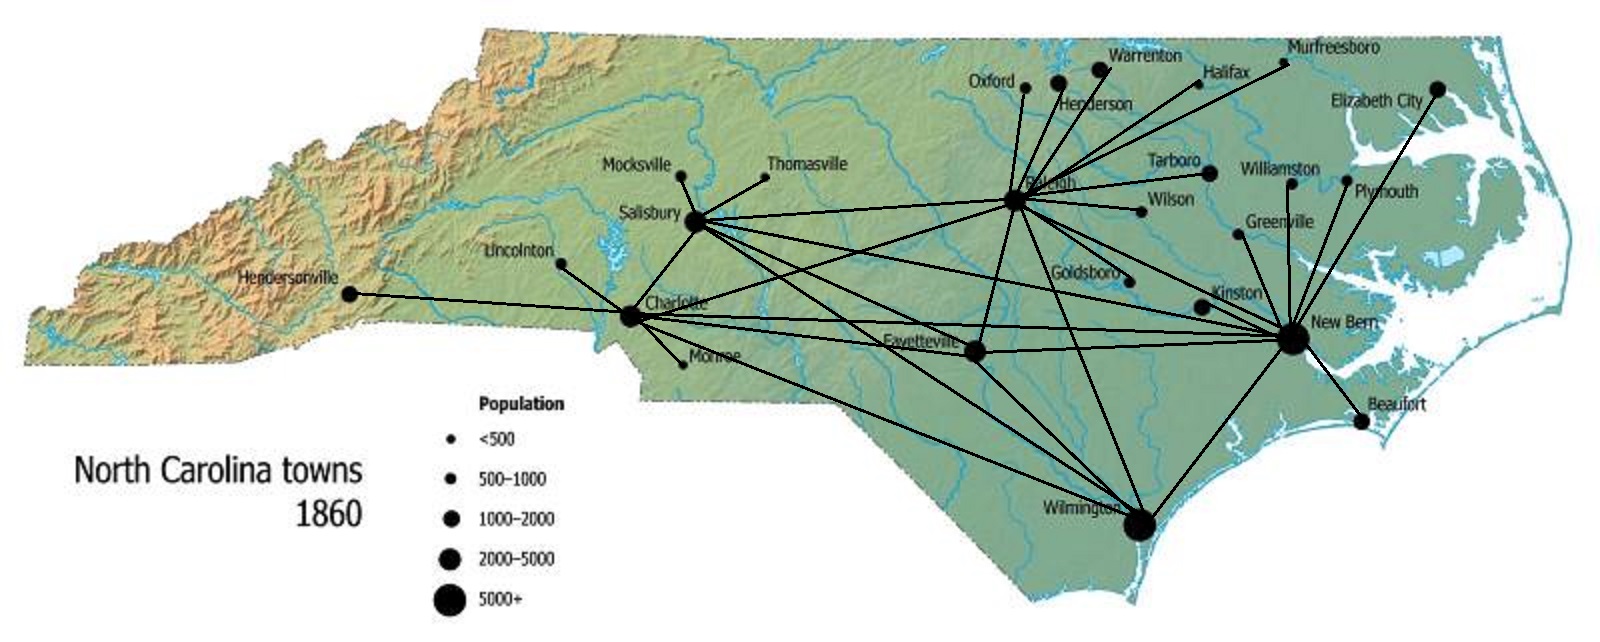 Murfreesboro
Warrenton
Oxford
Halifax
Henderson
Elizabeth City
Mocksville
Thomasville
Tarboro
Williamston
Raleigh
Plymouth
Wilson
Salisbury
Greenville
Lincolnton
Hendersonville
Goldsboro
Kinston
Charlotte
New Bern
Fayetteville
Monroe
Beaufort
Wilmington
Population
<500
500–1000
1000–2000
2000–5000
5000+
North Carolina towns
1860